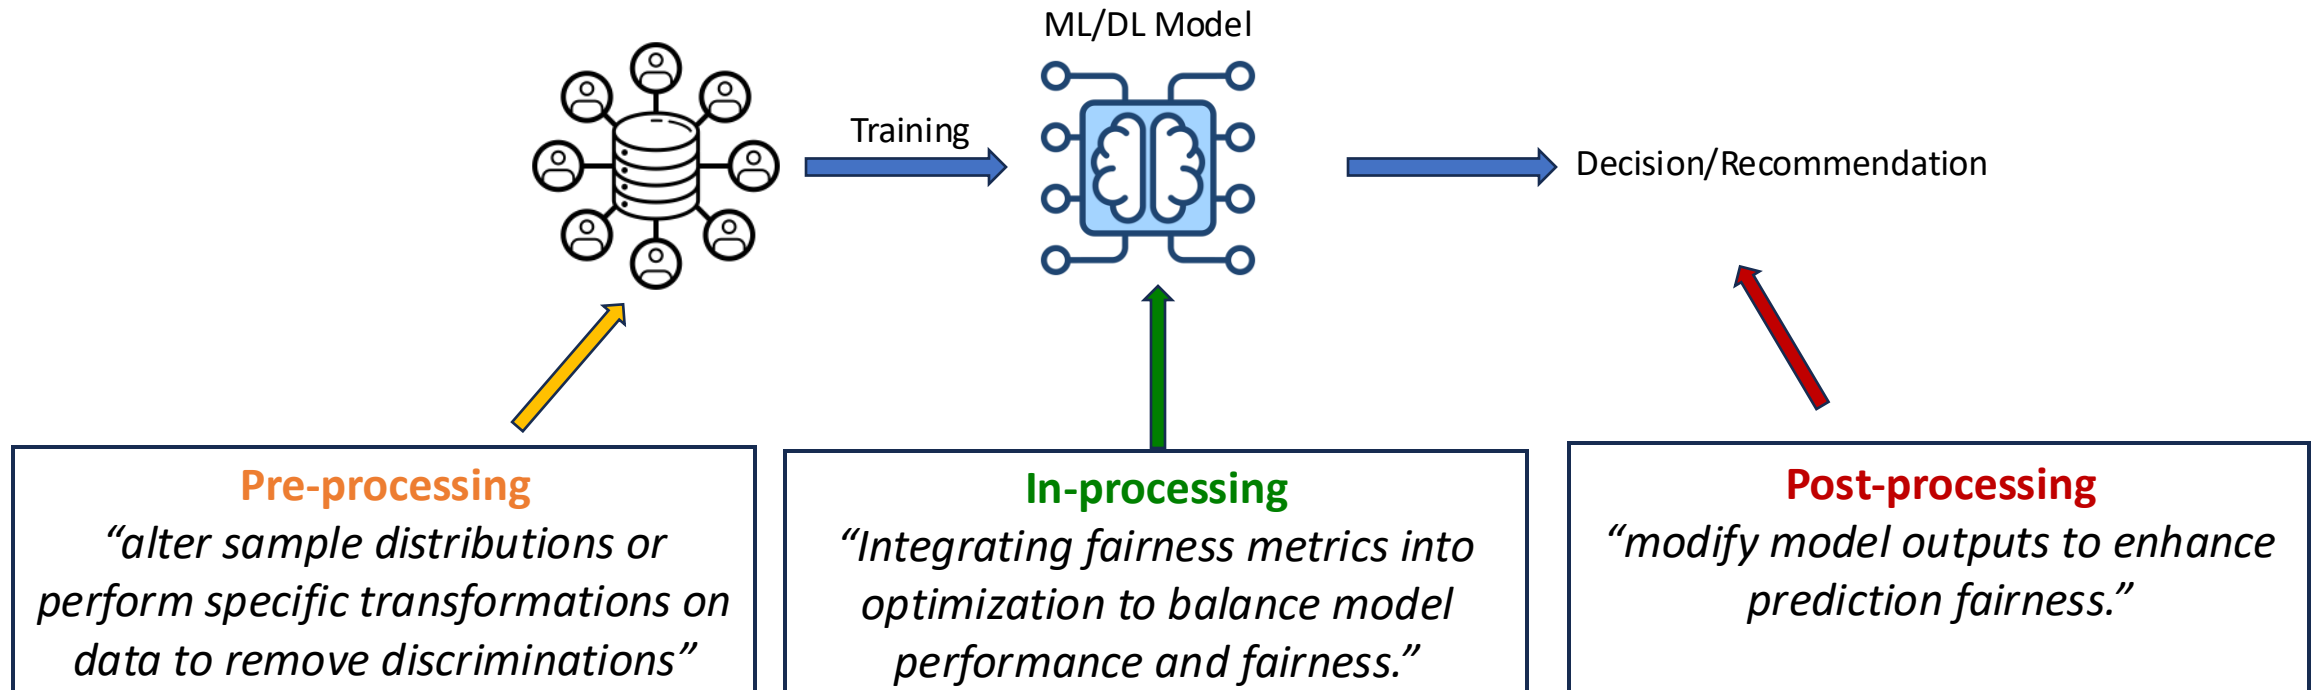 ML/DL Model
Training
Decision/Recommendation
Pre-processing
“alter sample distributions or
perform specific transformations on
data to remove discriminations”
In-processing
“Integrating fairness metrics into
optimization to balance model
performance and fairness.”
Post-processing
“modify model outputs to enhance
prediction fairness.”